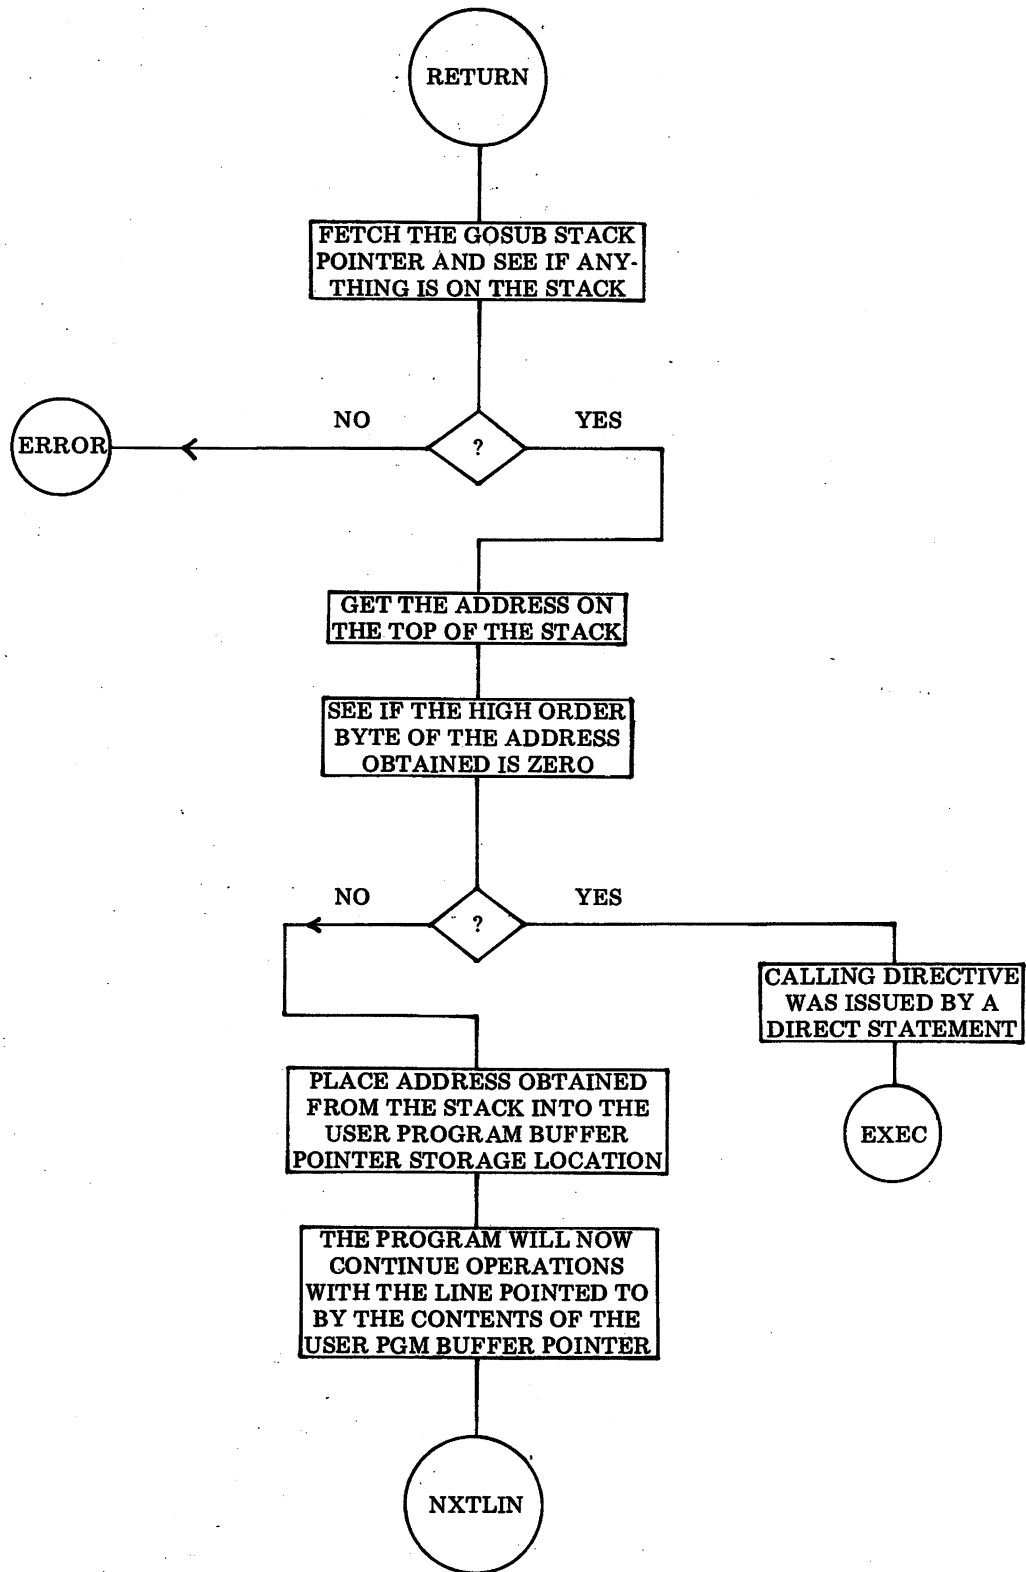 RETURN
FETCH THE GOSUB STACK
POINTER AND SEE IF ANY-
THING IS ON THE STACK
NO
YES
ERROR
?
GET THE ADDRESS ON
THE TOP OF THE STACK
SEE IF THE HIGH ORDER
BYTE OF THE ADDRESS
OBTAINED IS ZERO
NO
YES
?
CALLING DIRECTIVE
WAS ISSUED BY A
DIRECT STATEMENT
EXEC
PLACE ADDRESS OBTAINED
FROM THE STACK INTO THE
USER PROGRAM BUFFER
POINTER STORAGE LOCATION
THE PROGRAM WILL NOW
CONTINUE OPERATIONS
WITH THE LINE POINTED TO
BY THE CONTENTS OF THE
USER PGM BUFFER POINTER
NXTLIN